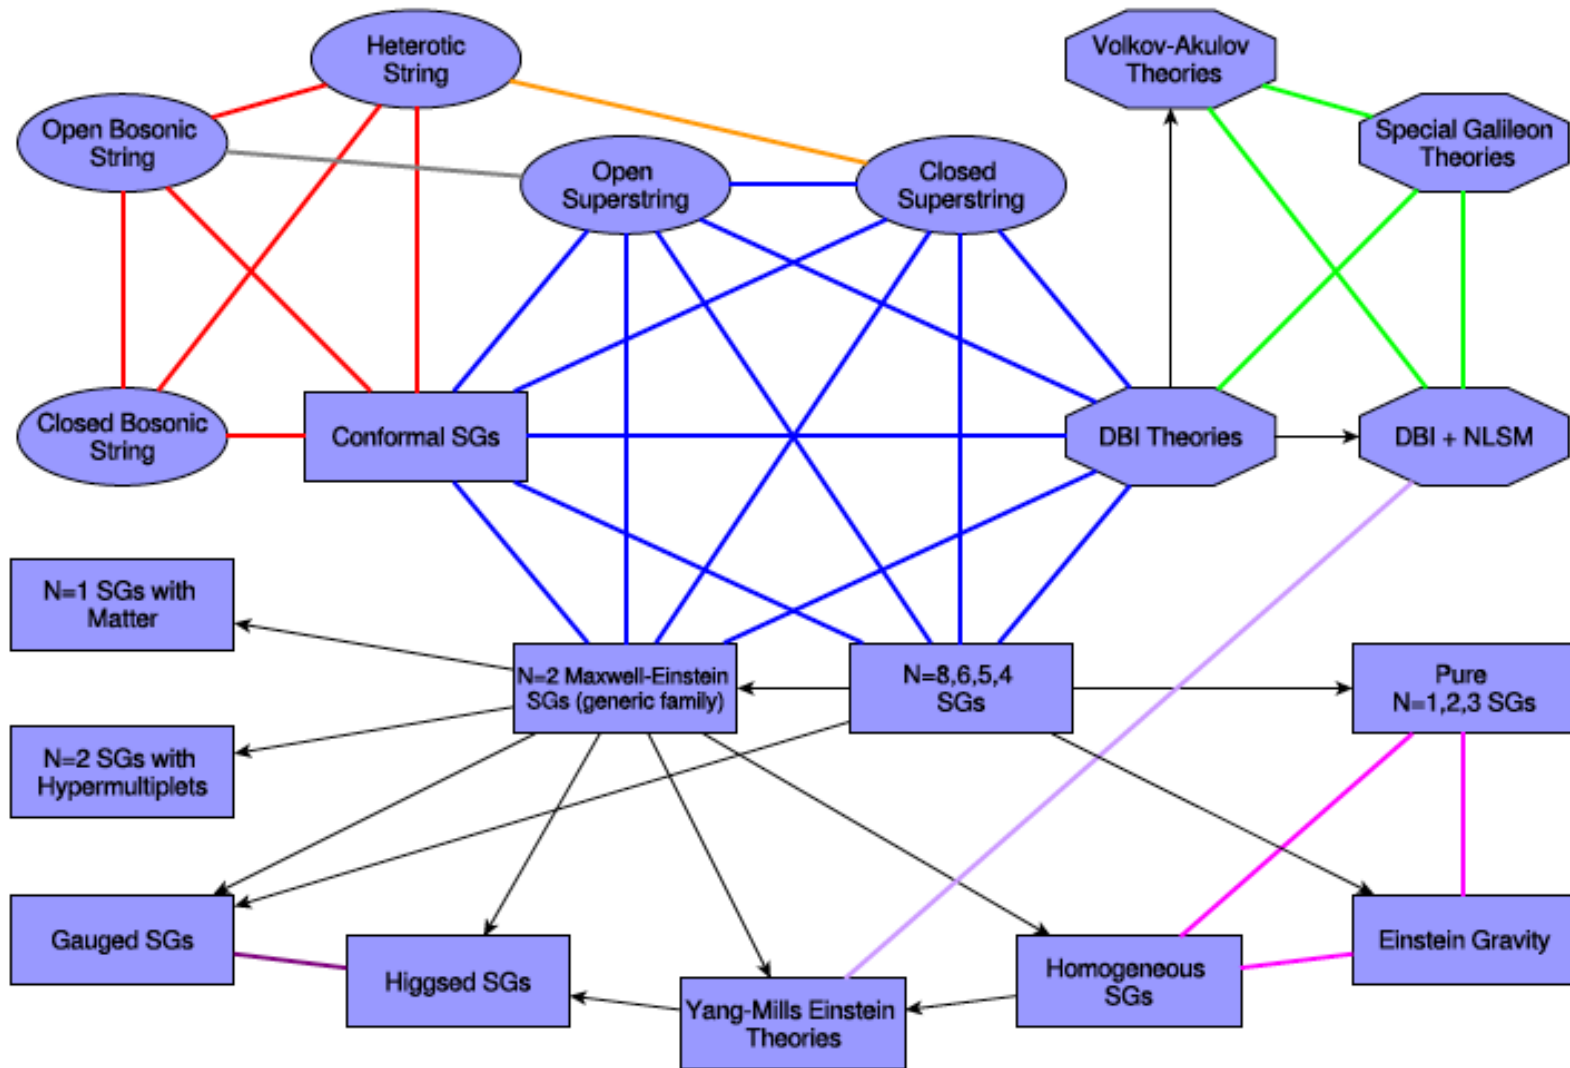 Heterotic
String
Volkov-Akulov
Theories
Open Bosonic
String
Special Galileon
Theories
Open
Superstring
Closed
Superstring
Closed Bosonic
String
Conformal SGs
DBI Theories
DBI + NLSM
N=1 SGs with
Matter
N=2 Maxwell-Einstein
SGs (generic family)
N=8,6,5,4
SGs
Pure
N=1,2,3 SGs
N=2 SGs with
Hypermultiplets
Gauged SGs
Higgsed SGs
Yang-Mills Einstein
Theories
Homogeneous
SGs
Einstein Gravity